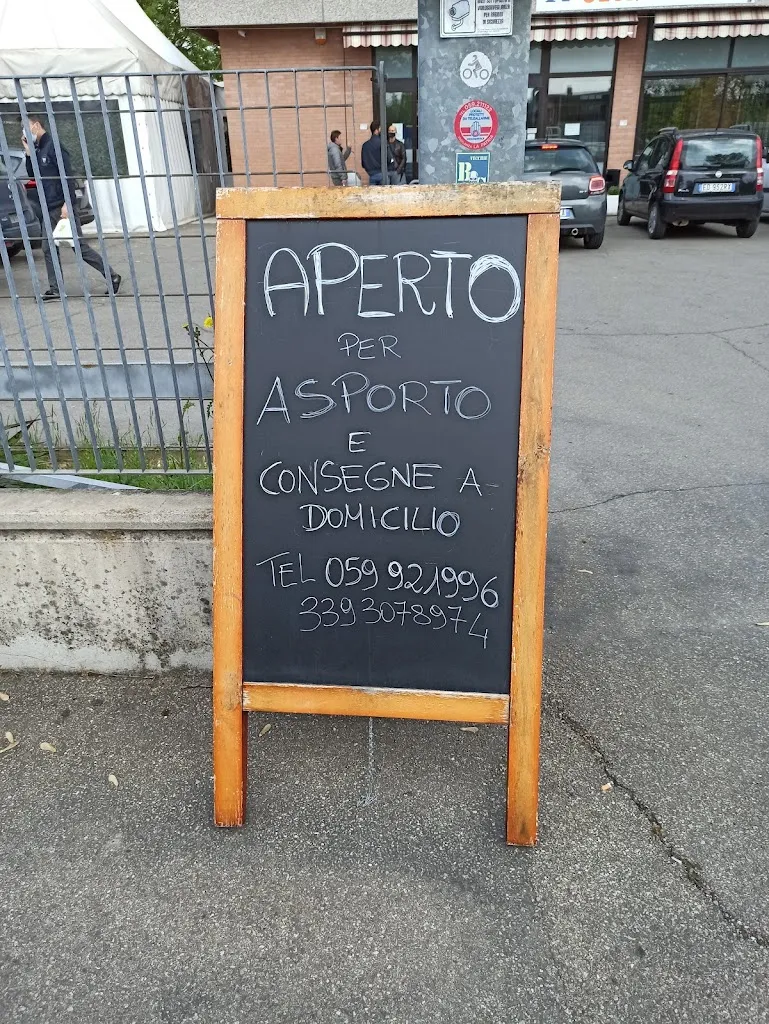 APERTO
PER
ASPORTO
E
CONSEGNE A
DOMICILIO
TEL 059 921996
339 3078974